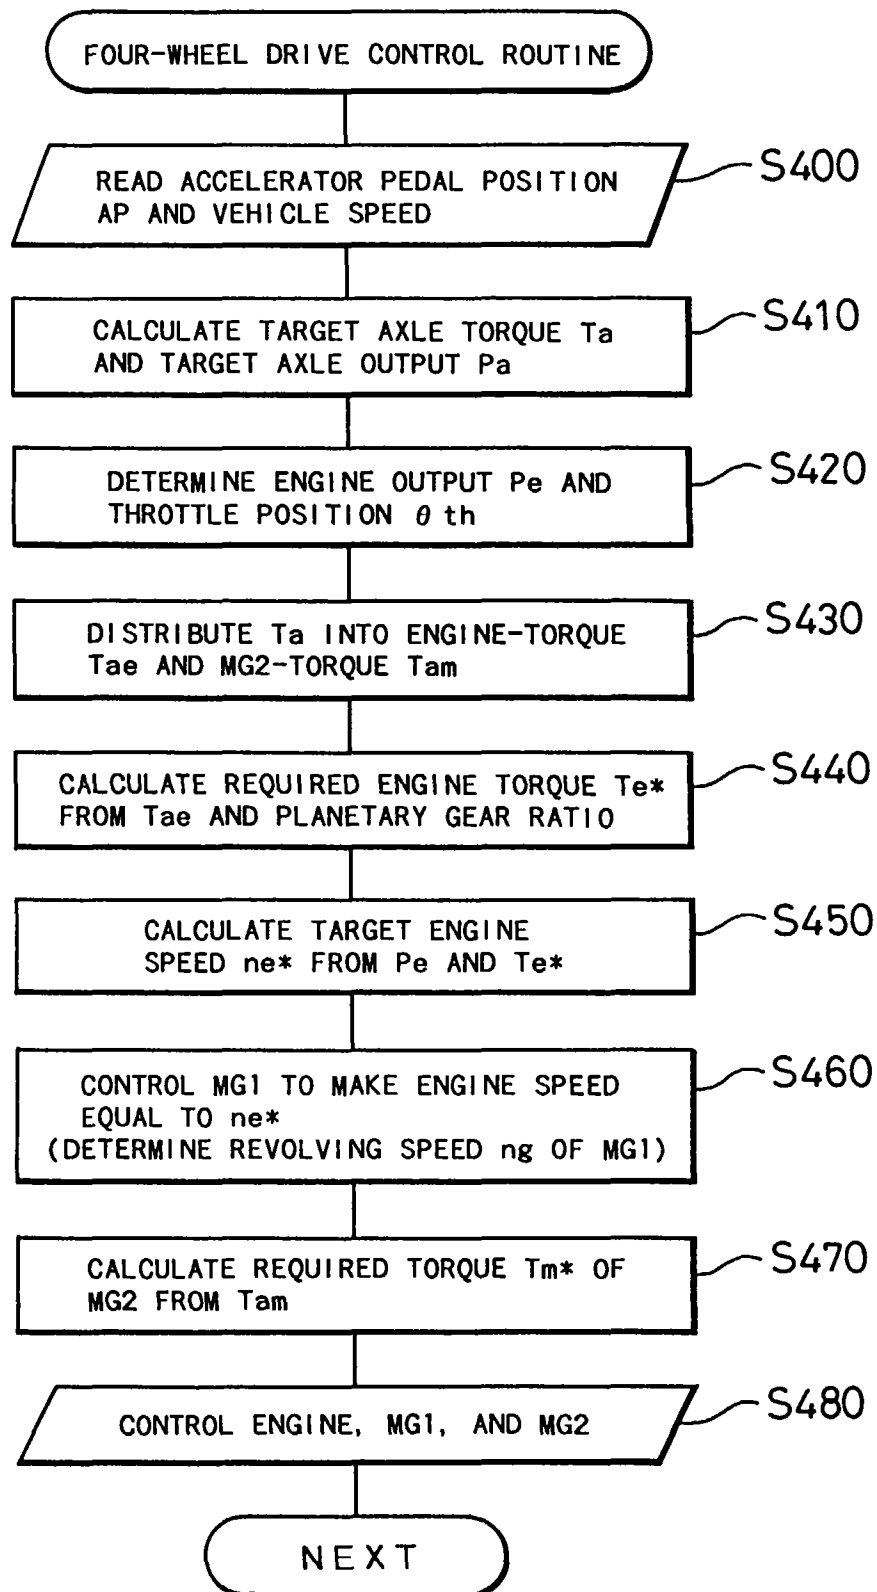 FOUR-WHEEL DRIVE CONTROL ROUTINE
READ ACCELERATOR PEDAL POSITION
AP AND VEHICLE SPEED
S400
CALCULATE TARGET AXLE TORQUE Ta
AND TARGET AXLE OUTPUT Pa
S410
DETERMINE ENGINE OUTPUT Pe AND
THROTTLE POSITION θ th
S420
DISTRIBUTE Ta INTO ENGINE-TORQUE
Tae AND MG2-TORQUE Tam
S430
CALCULATE REQUIRED ENGINE TORQUE Te*
FROM Tae AND PLANETARY GEAR RATIO
S440
CALCULATE TARGET ENGINE
SPEED ne* FROM Pe AND Te*
S450
CONTROL MG1 TO MAKE ENGINE SPEED
EQUAL TO ne*
(DETERMINE REVOLVING SPEED ng OF MG1)
S460
CALCULATE REQUIRED TORQUE Tm* OF
MG2 FROM Tam
S470
CONTROL ENGINE, MG1, AND MG2
S480
NEXT